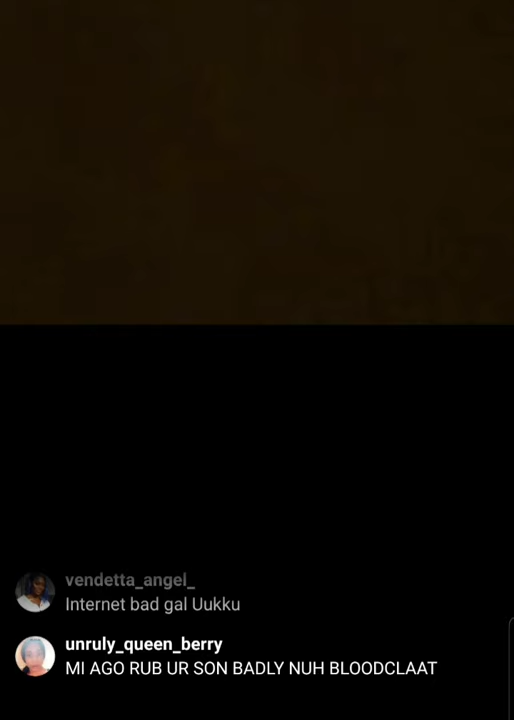 vendetta_angel_
Internet bad gal Uukku
unruly_queen_berry
MI AGO RUB UR SON BADLY NUH BLOODCLAAT